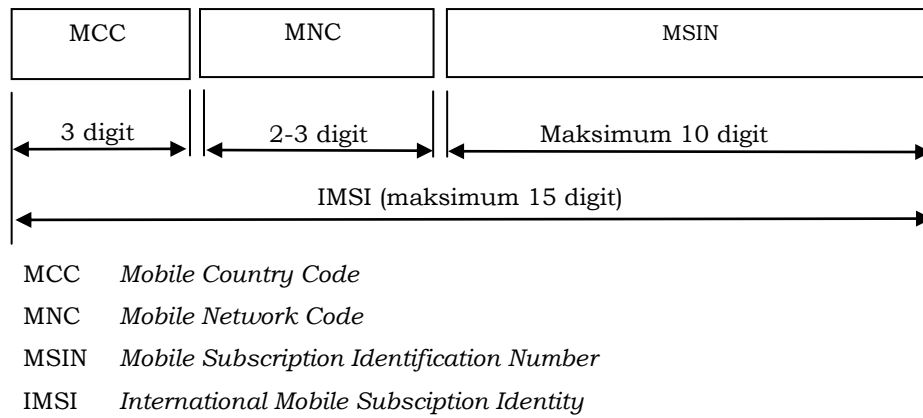 MCC MNC MSIN
3 digit 2-3 digit Maksimum 10 digit
IMSI (maksimum 15 digit)
MCC Mobile Country Code
MNC Mobile Network Code
MSIN Mobile Subscription Identification Number
IMSI International Mobile Subsciption Identity